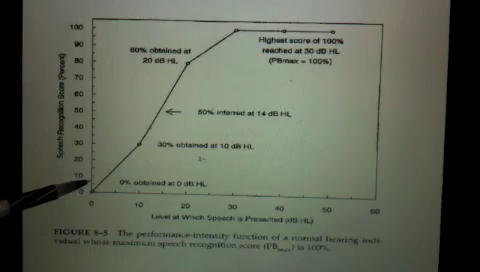 100
90
80
70
60
50
40
30
20
10
0
Speech Recognition Score (Percent)
80% obtained at
20 dB HL
Highest score of 100%
reached at 30 dB HL
(PBmax = 100%)
50% inferred at 14 dB HL
30% obtained at 10 dB HL
0% obtained at 0 dB HL
0 10 20 30 40 50 60
Level at Which Speech is Presented (dB HL)
FIGURE 8-5 The performance-intensity function of a normal hearing indi-
vidual whose maximum speech recognition score (PBmax) is 100%.